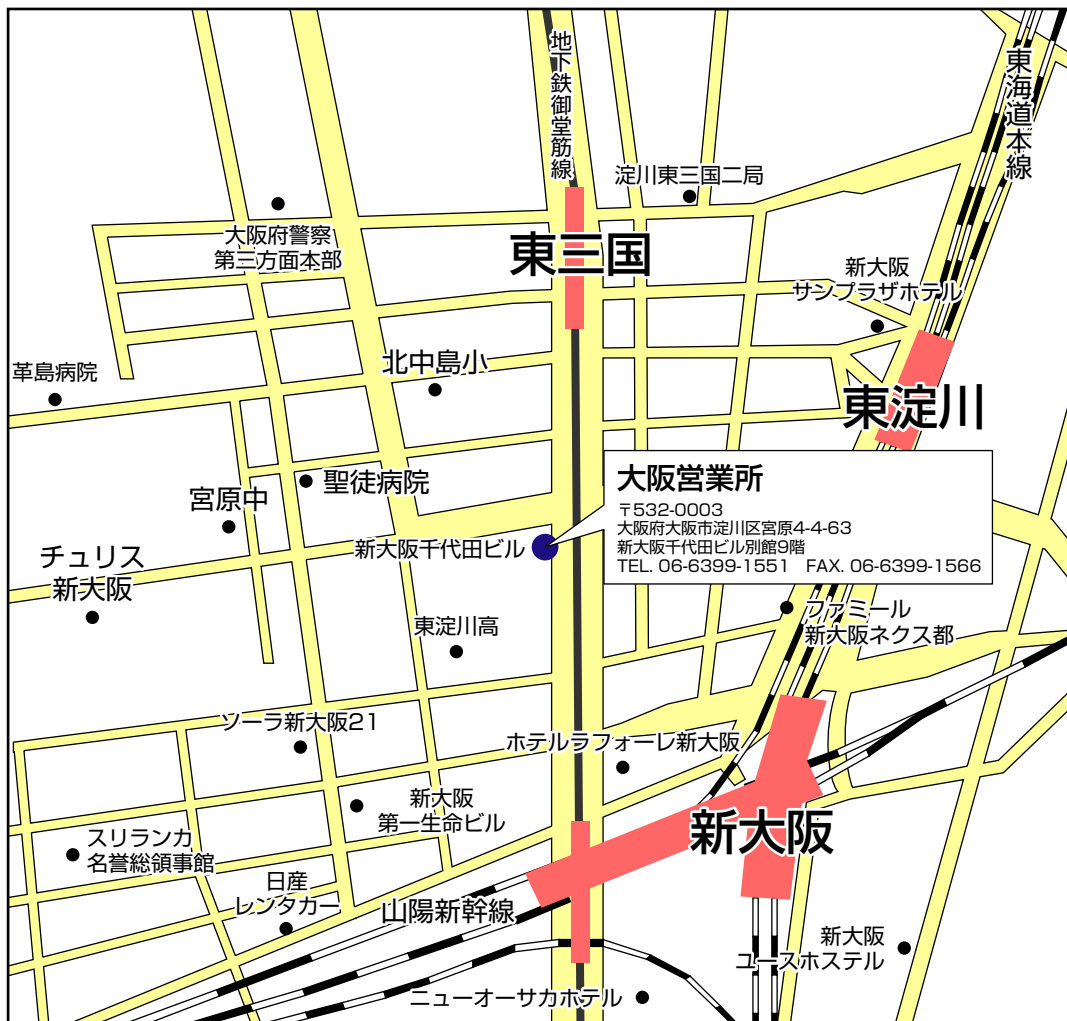 地下鉄御堂筋線
東海道本線
淀川東三国二局
大阪府警察
第三方面本部
東三国
新大阪
サンプラザホテル
革島病院
北中島小
東淀川
聖徒病院
宮原中
大阪営業所
〒532-0003
大阪府大阪市淀川区宮原4-4-63
新大阪千代田ビル別館9階
TEL. 06-6399-1551 FAX. 06-6399-1566
新大阪千代田ビル
チュリス
新大阪
ファミール
新大阪ネクス都
東淀川高
ソーラ新大阪21
ホテルラフォーレ新大阪
新大阪
第一生命ビル
新大阪
スリランカ
名誉総領事館
日産
レンタカー
山陽新幹線
新大阪
ユースホステル
ニューオーサカホテル